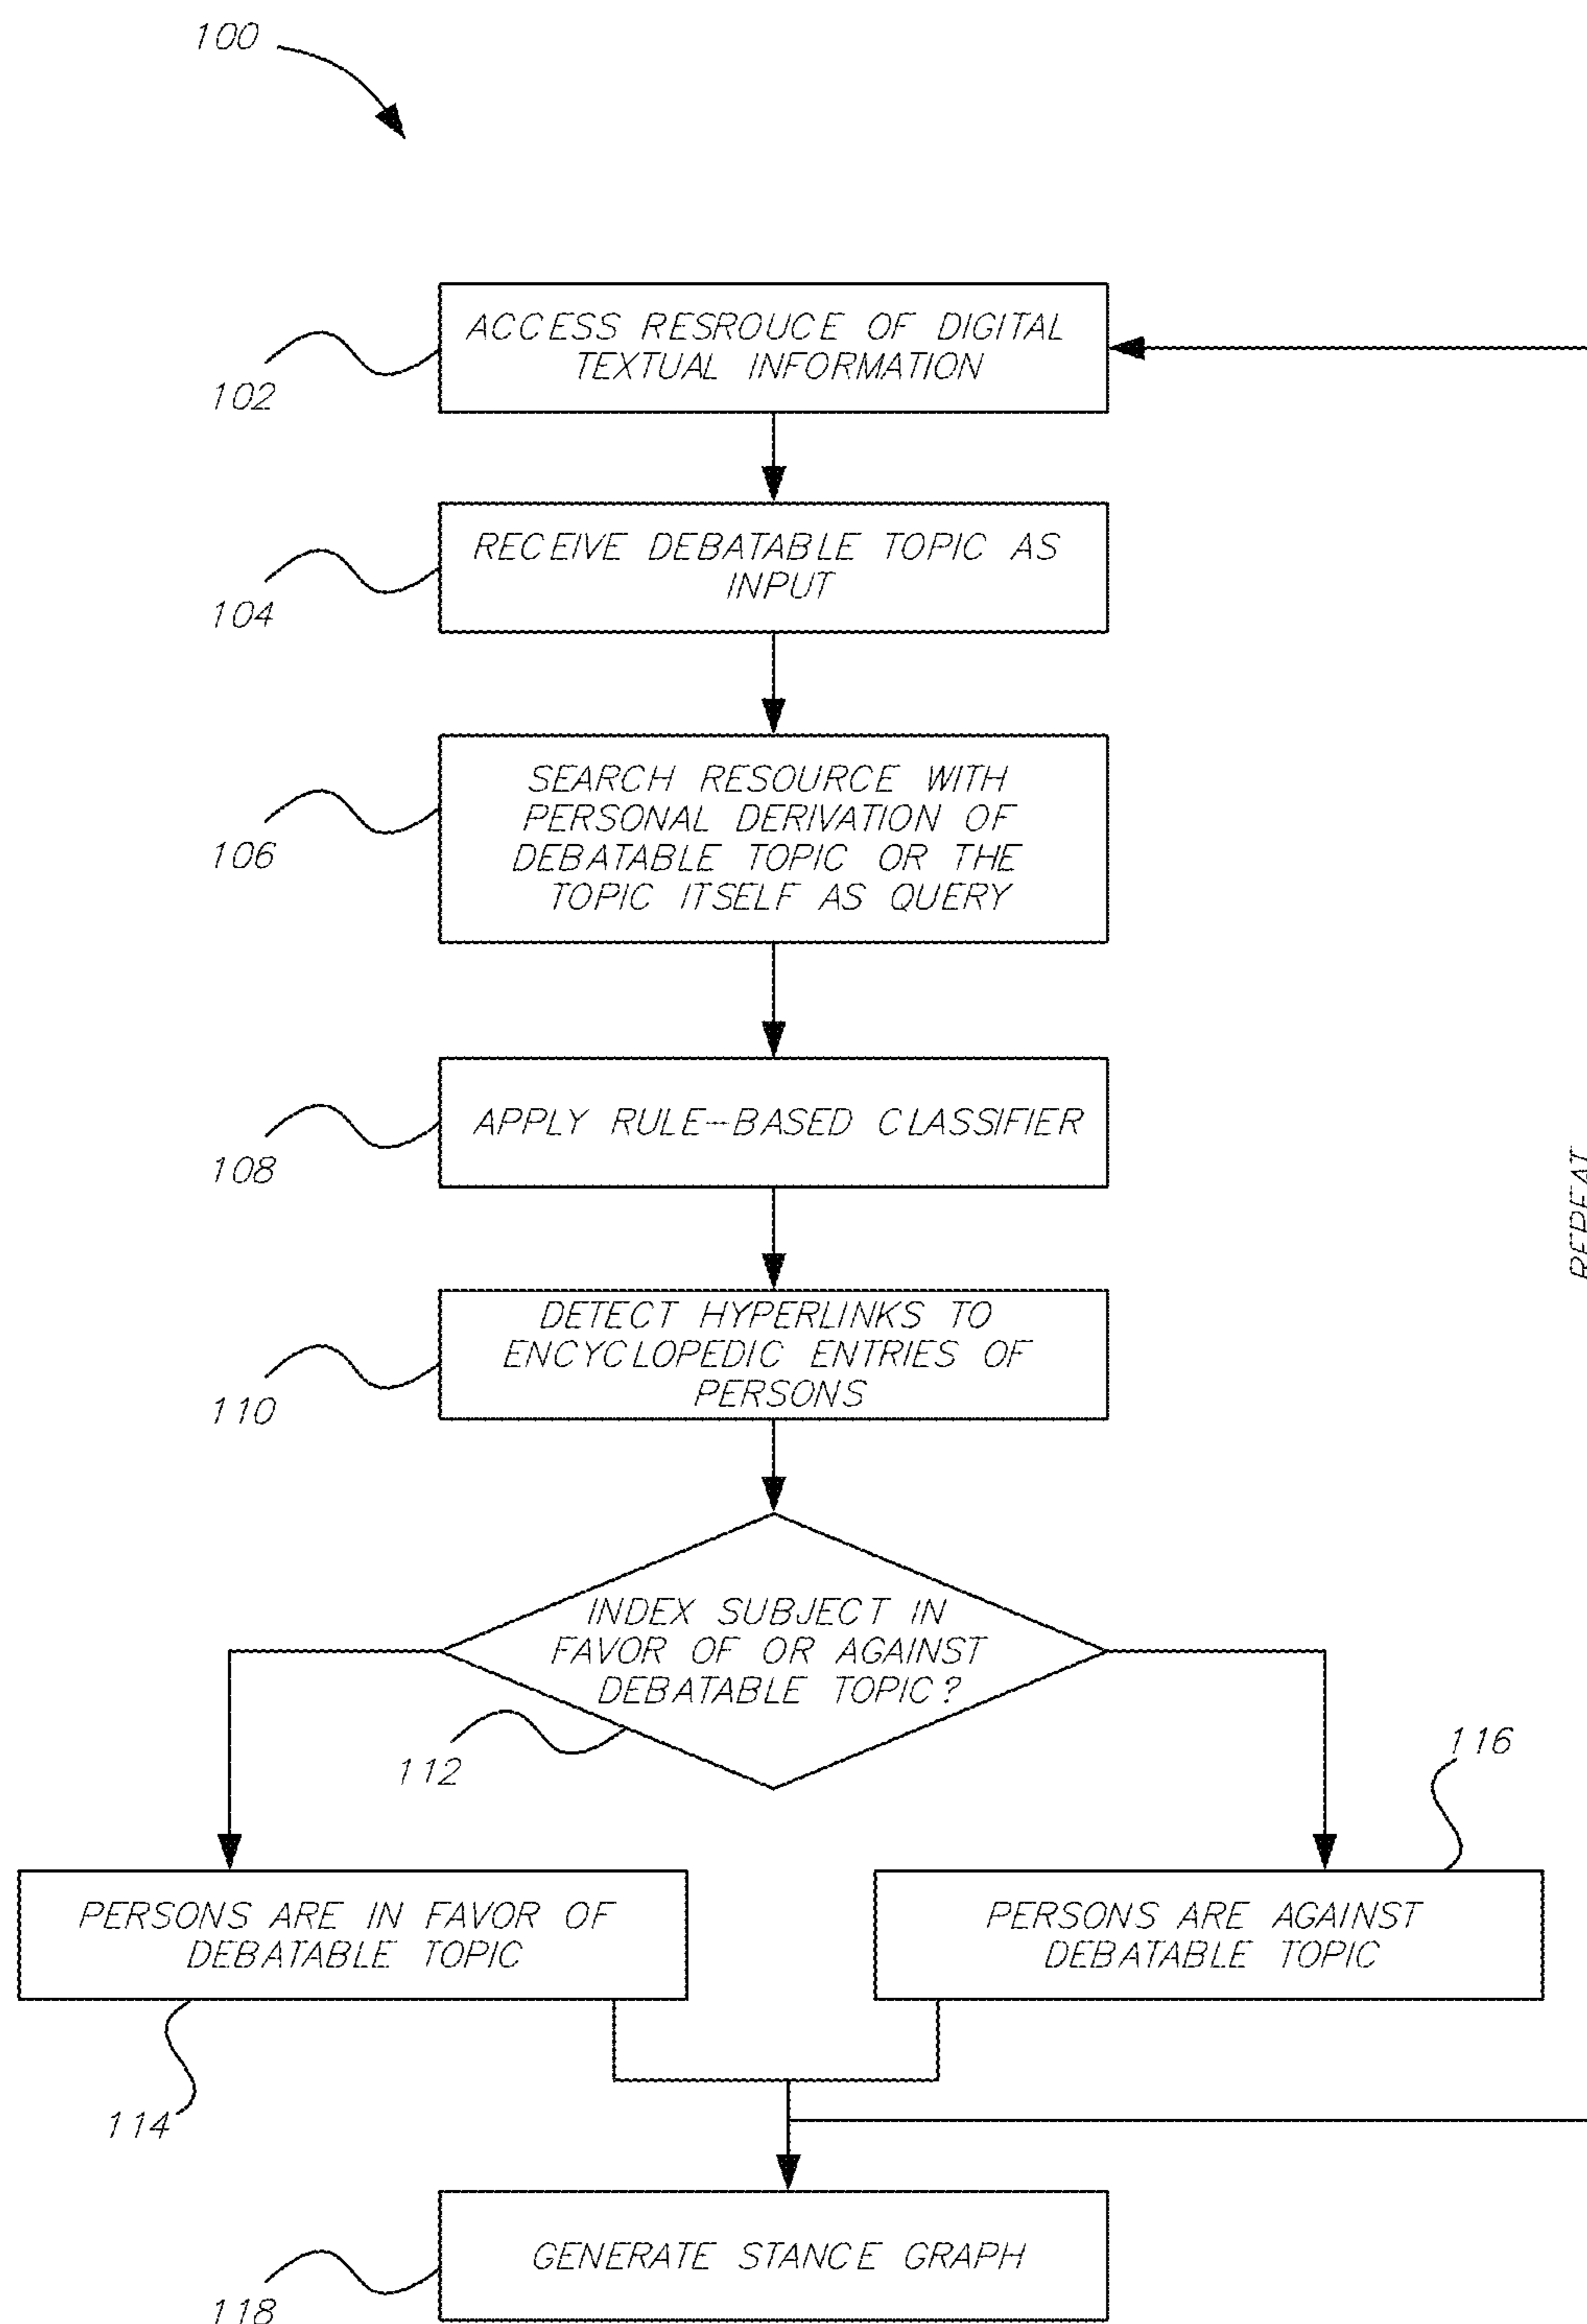 100
ACCESS RESROUCE OF DIGITAL
TEXTUAL INFORMATION
102
RECEIVE DEBATABLE TOPIC AS
INPUT
104
SEARCH RESOURCE WITH
PERSONAL DERIVATION OF
DEBATABLE TOPIC OR THE
TOPIC ITSELF AS QUERY
106
APPLY RULE-BASED CLASSIFIER
108
REPEAT
DETECT HYPERLINKS TO
ENCYCLOPEDIC ENTRIES OF
PERSONS
110
INDEX SUBJECT IN
FAVOR OF OR AGAINST
DEBATABLE TOPIC?
112
116
PERSONS ARE IN FAVOR OF
DEBATABLE TOPIC
PERSONS ARE AGAINST
DEBATABLE TOPIC
114
GENERATE STANCE GRAPH
118